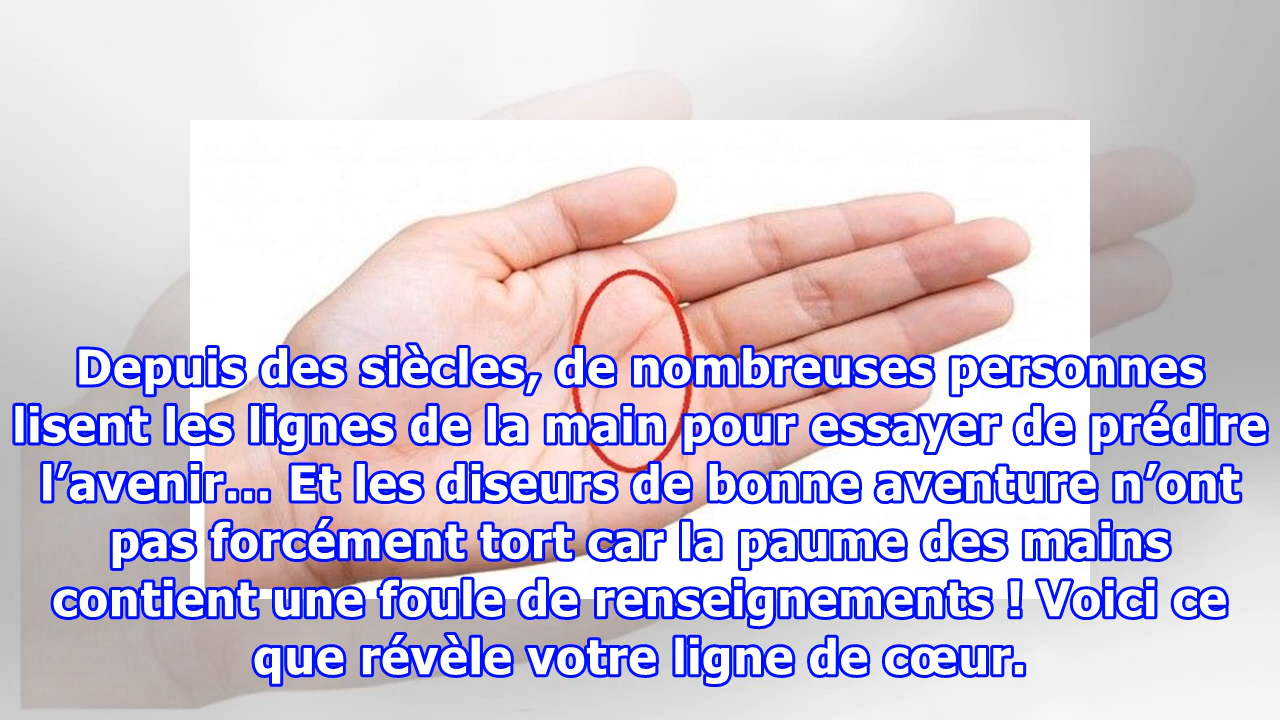 Depuis des siècles, de nombreuses personnes
lisent les lignes de la main pour essayer de prédire
l’avenir... Et les diseurs de bonne aventure n’ont
pas forcément tort car la paume des mains
contient une foule de renseignements ! Voici ce
que révèle votre ligne de cœur.